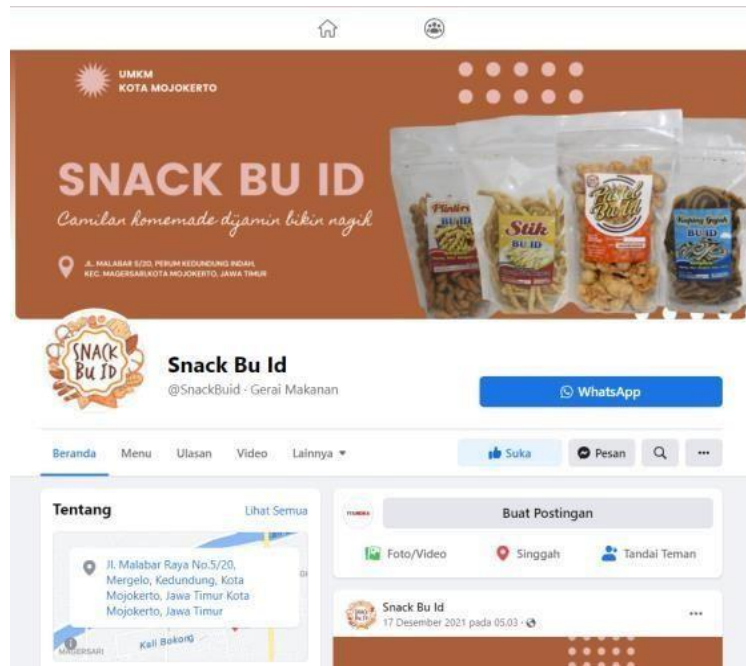 UMKM
KOTA MOJOKERTO
SNACK BU ID
Camilan homemade dijamin bikin nagih
JL. MALABAR 5/20, PERUM KEDUNDUNG INDAH,
KEC. MAGERSARI,KOTA MOJOKERTO, JAWA TIMUR
Stik
BU ID
Pastel
Bu Id
BU ID
SNACK
BU ID
Snack Bu Id
@SnackBuid · Gerai Makanan
WhatsApp
Beranda Menu Ulasan Video Lainnya
Suka Pesan
Tentang Lihat Semua
Jl. Malabar Raya No.5/20,
Mergelo, Kedundung, Kota
Mojokerto, Jawa Timur Kota
Mojokerto, Jawa Timur
Kali Bokong
MAGERSARI
Buat Postingan
Foto/Video Singgah Tandai Teman
Snack Bu Id
17 Desember 2021 pada 05.03